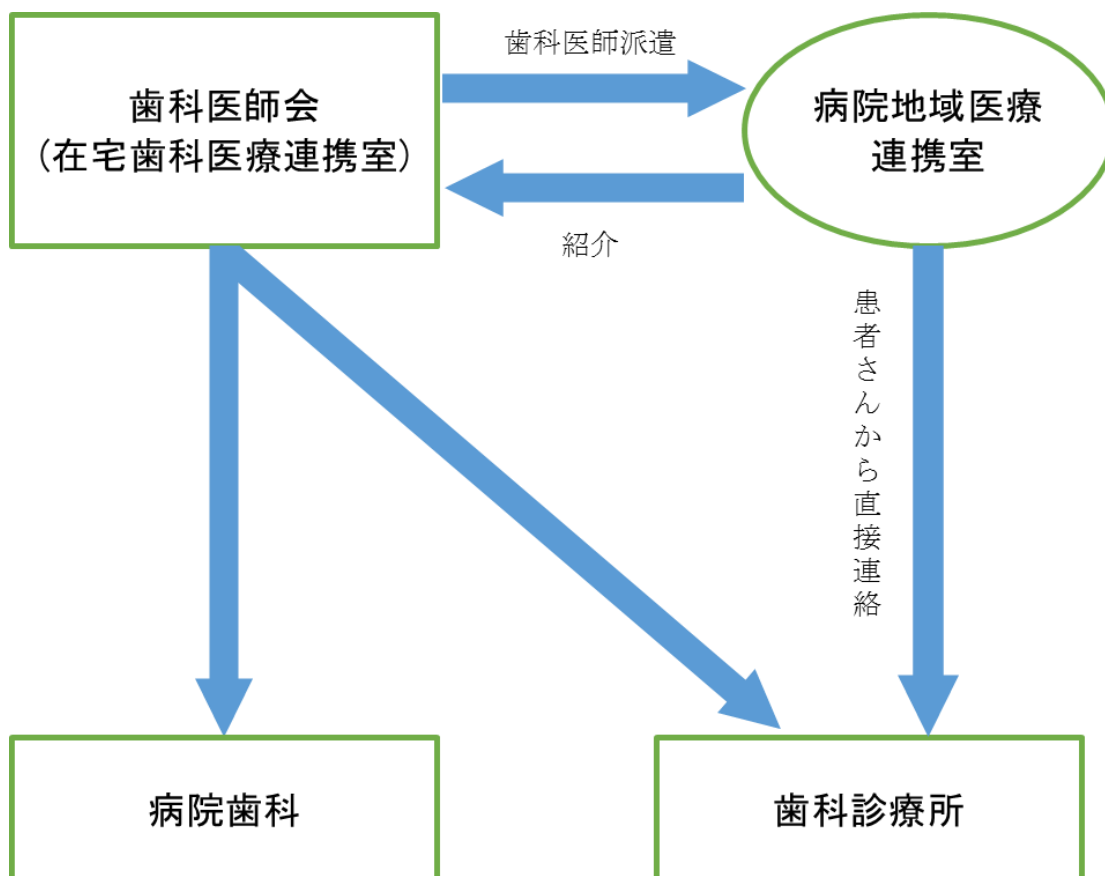 歯科医師派遣
歯科医師会
(在宅歯科医療連携室)
病院地域医療
連携室
紹介
患者さんから直接連絡
病院歯科
歯科診療所